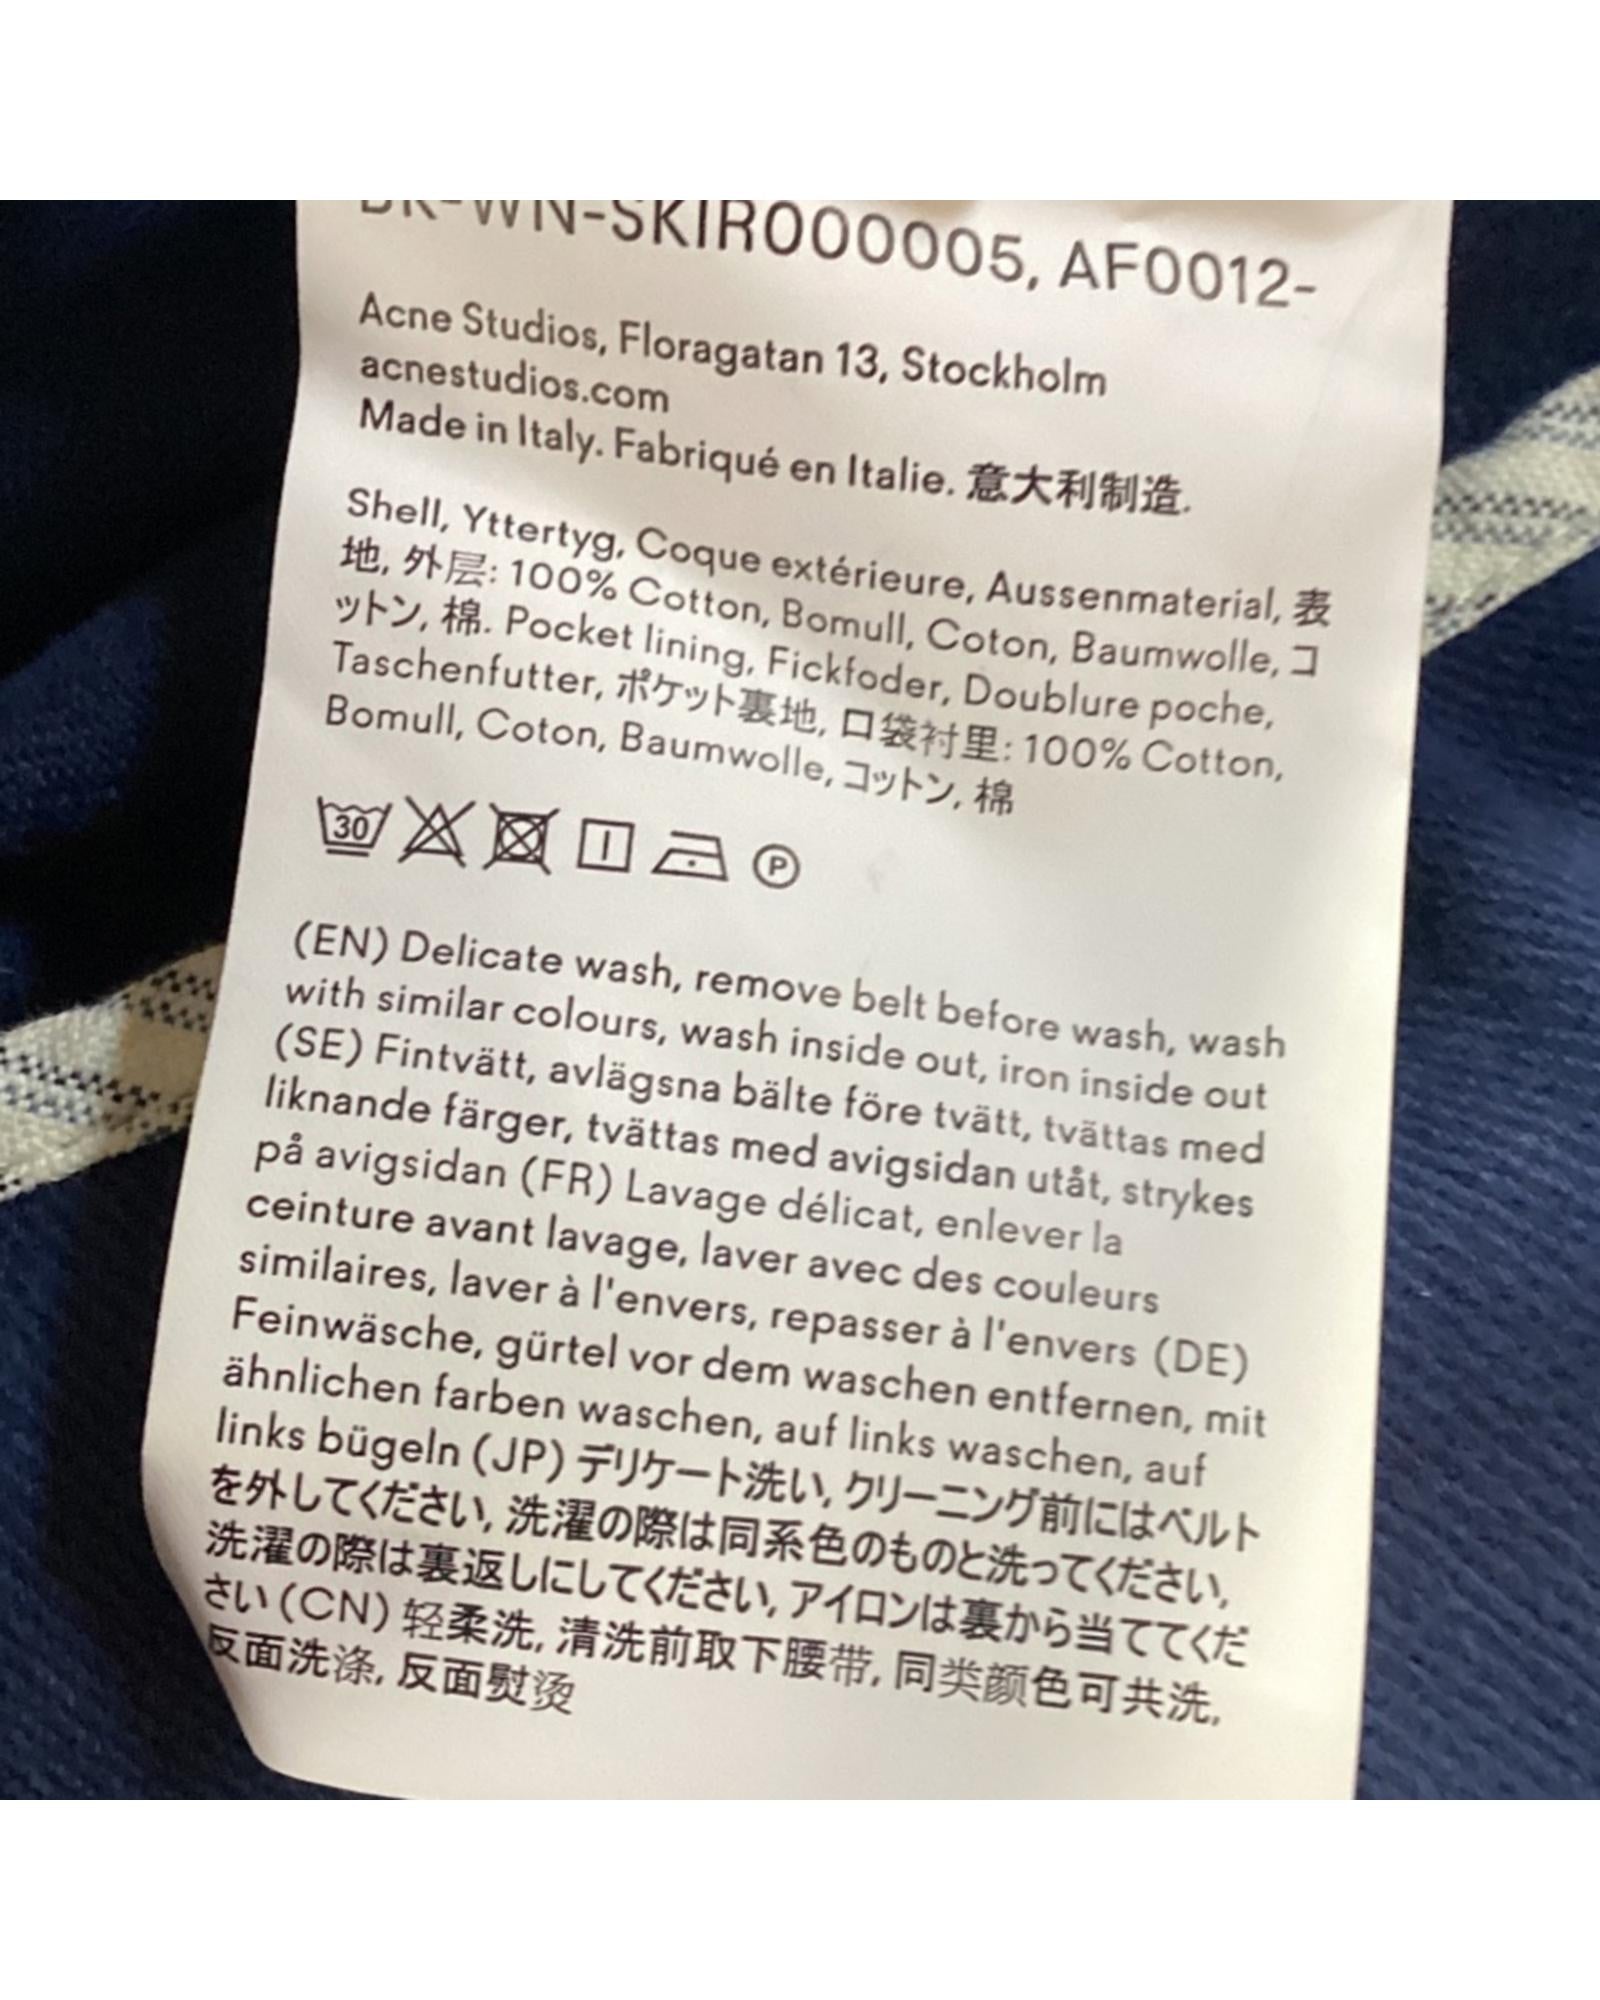 BK-WN-SKIR000005, AF0012-
Acne Studios, Floragatan 13, Stockholm
acnestudios.com
Made in Italy. Fabriqué en Italie. 意大利制造.
Shell, Yttertyg, Coque extérieure, Aussenmaterial, 表
地, 外层: 100% Cotton, Bomull, Coton, Baumwolle, コ
ットン, 棉. Pocket lining, Fickfoder, Doublure poche,
Taschenfutter, ポケット裏地, 口袋衬里: 100% Cotton,
Bomull, Coton, Baumwolle, コットン, 棉
30 P
(EN) Delicate wash, remove belt before wash, wash
with similar colours, wash inside out, iron inside out
(SE) Fintvätt, avlägsna bälte före tvätt, tvättas med
liknande färger, tvättas med avigsidan utåt, strykes
på avigsidan (FR) Lavage délicat, enlever la
ceinture avant lavage, laver avec des couleurs
similaires, laver à l'envers, repasser à l'envers (DE)
Feinwäsche, gürtel vor dem waschen entfernen, mit
ähnlichen farben waschen, auf links waschen, auf
links bügeln (JP) デリケート洗い, クリーニング前にはベルト
を外してください, 洗濯の際は同系色のものと洗ってください,
洗濯の際は裏返しにしてください, アイロンは裏から当ててくだ
さい (CN) 轻柔洗, 清洗前取下腰带, 同类颜色可共洗,
反面洗涤, 反面熨烫